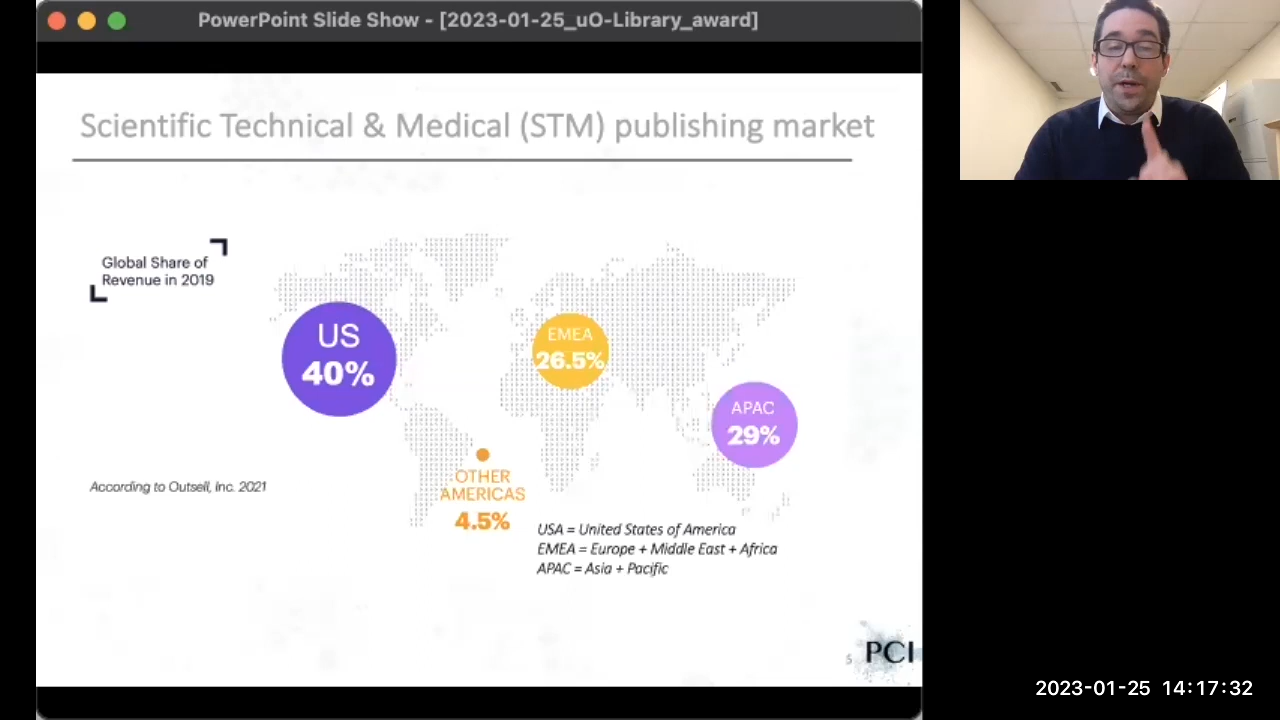 PowerPoint Slide Show - [2023-01-25_uO-Library_award]
Scientific Technical & Medical (STM) publishing market
Global Share of
Revenue in 2019
US
40%
EMEA
26.5%
APAC
29%
OTHER
AMERICAS
4.5%
According to Outsell, Inc. 2021
USA = United States of America
EMEA = Europe + Middle East + Africa
APAC = Asia + Pacific
5
PCI
2023-01-25 14:17:32